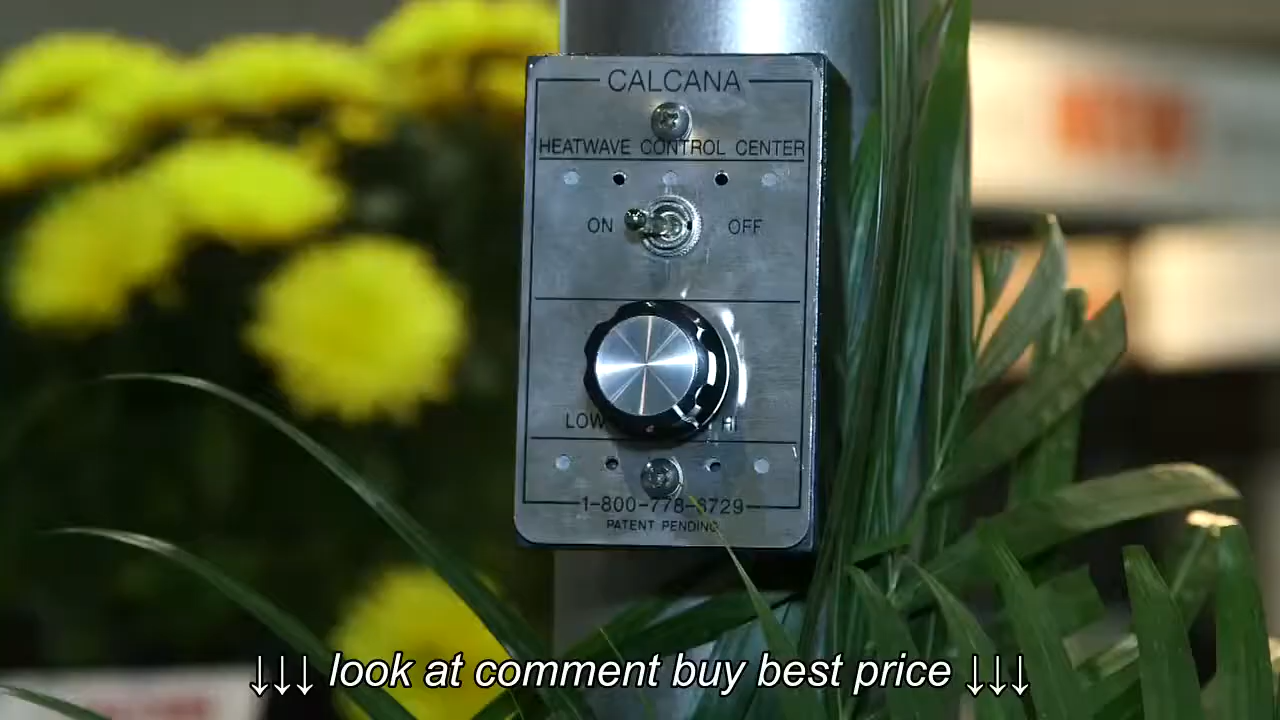 CALCANA
HEATWAVE CONTROL CENTER
ON OFF
LOW HI
1-800-778-6729
PATENT PENDING
↓↓↓ look at comment buy best price ↓↓↓